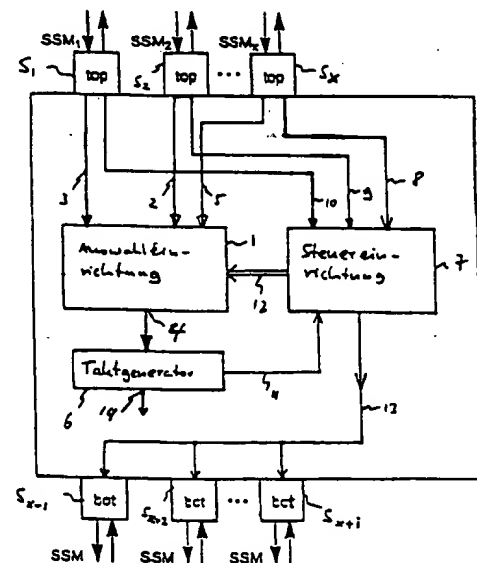 SSM₁ SSM₂ SSMₓ
S₁ top S₂ top ... top Sₓ
3 2 5 10 9 8
Auswahlein-
richtung
1
Steuerein-
richtung
7
12
4
Taktgenerator
6 14 11 13
Sₓ₋₁ tot Sₓ₊₂ tct ... tct Sₓ₊ᵢ
SSM SSM SSM